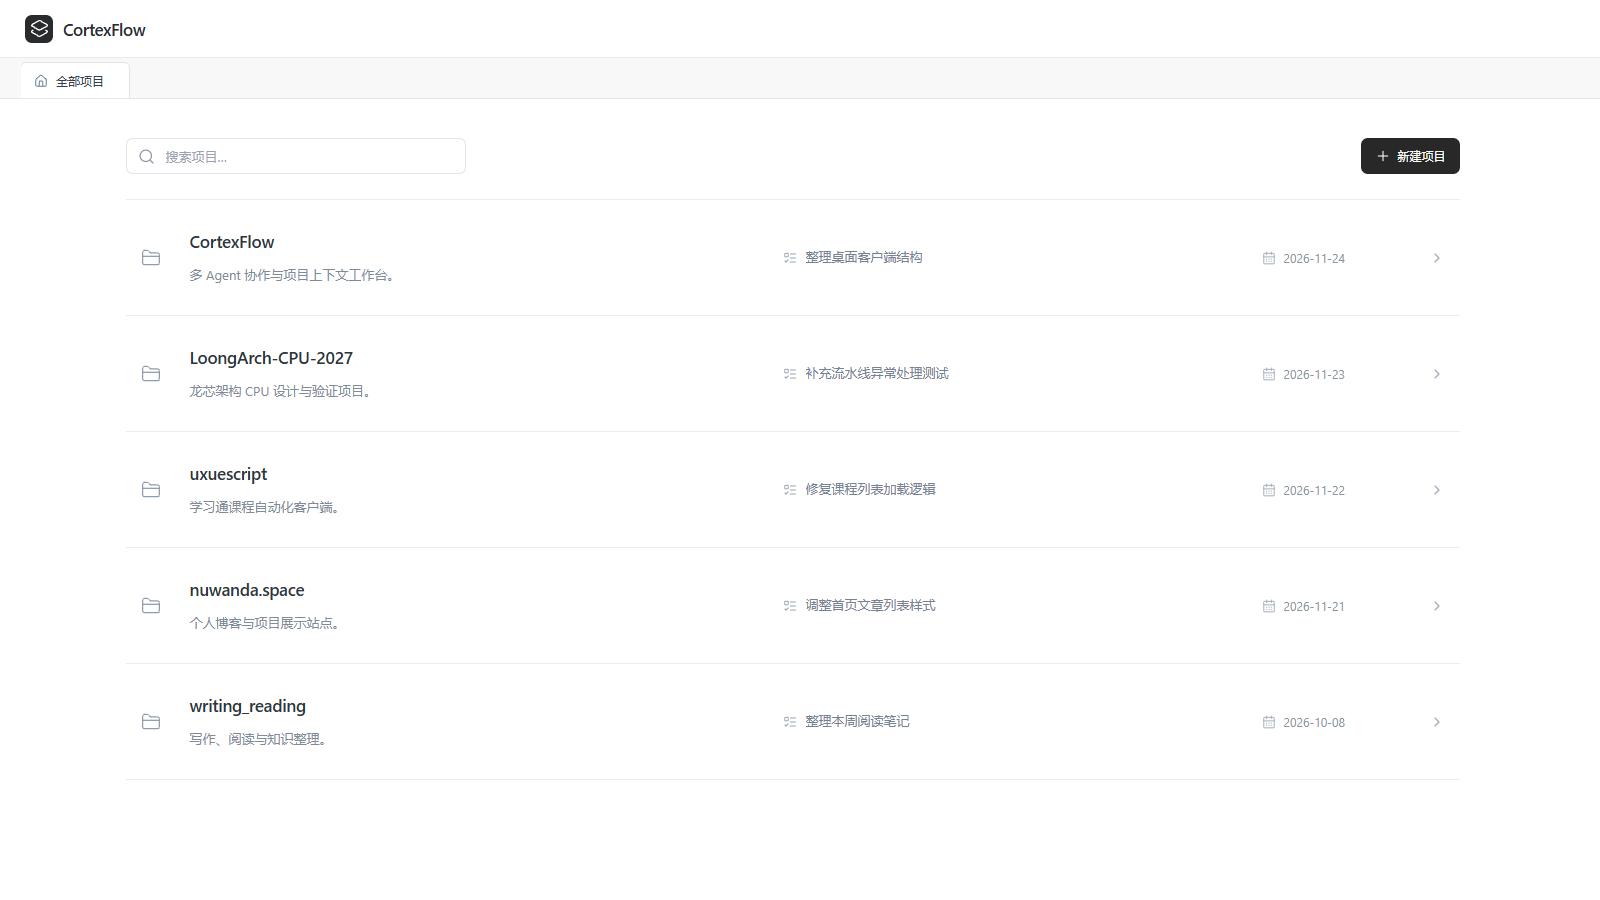 CortexFlow
全部项目
搜索项目...
新建项目
CortexFlow
多 Agent 协作与项目上下文工作台。
整理桌面客户端结构
2026-11-24
LoongArch-CPU-2027
龙芯架构 CPU 设计与验证项目。
补充流水线异常处理测试
2026-11-23
uxuescript
学习通课程自动化客户端。
修复课程列表加载逻辑
2026-11-22
nuwanda.space
个人博客与项目展示站点。
调整首页文章列表样式
2026-11-21
writing_reading
写作、阅读与知识整理。
整理本周阅读笔记
2026-10-08